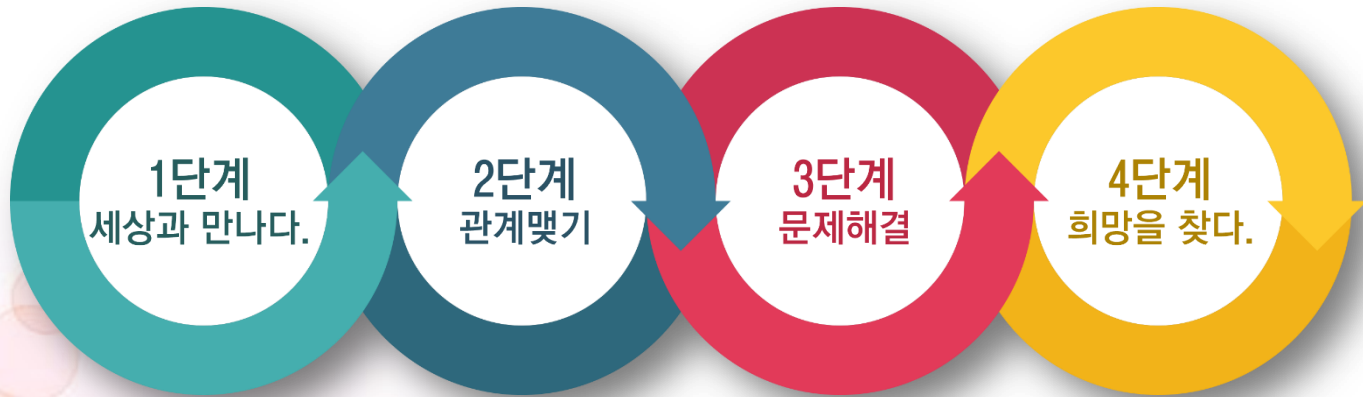 1단계
세상과 만나다.
2단계
관계맺기
3단계
문제해결
4단계
희망을 찾다.